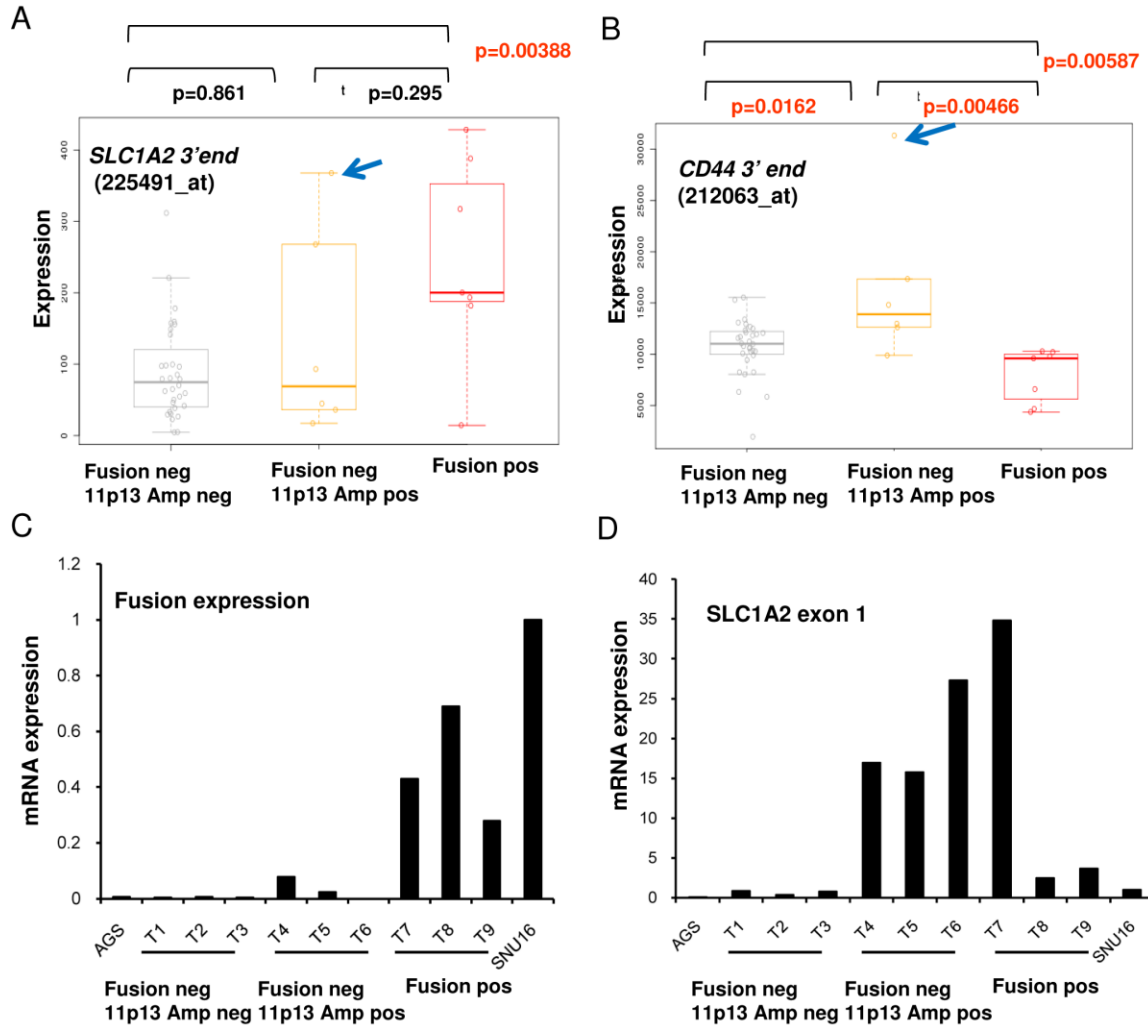 A
p=0.00388
p=0.861
t
p=0.295
SLC1A2 3’end
(225491_at)
Expression
0
100
200
300
400
Fusion neg
11p13 Amp neg
Fusion neg
11p13 Amp pos
Fusion pos
B
p=0.00587
p=0.0162
t
p=0.00466
CD44 3’ end
(212063_at)
Expression
5000
10000
15000
20000
25000
30000
Fusion neg
11p13 Amp neg
Fusion neg
11p13 Amp pos
Fusion pos
C
Fusion expression
mRNA expression
1.2
1
0.8
0.6
0.4
0.2
0
AGS
T1
T2
T3
T4
T5
T6
T7
T8
T9
SNU16
Fusion neg
11p13 Amp neg
Fusion neg
11p13 Amp pos
Fusion pos
D
SLC1A2 exon 1
mRNA expression
40
35
30
25
20
15
10
5
0
AGS
T1
T2
T3
T4
T5
T6
T7
T8
T9
SNU16
Fusion neg
11p13 Amp neg
Fusion neg
11p13 Amp pos
Fusion pos